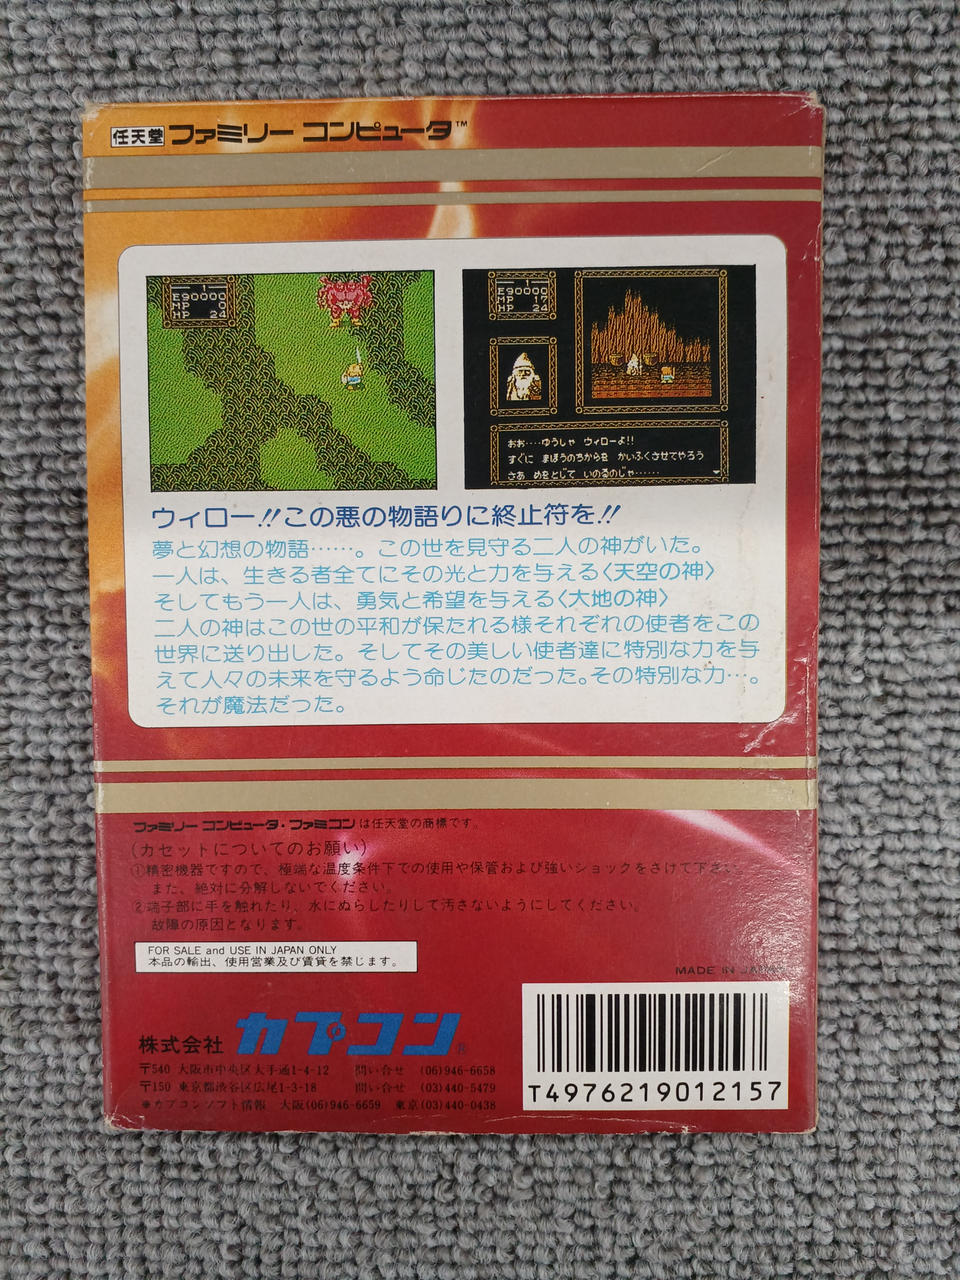 任天堂 ファミリー コンピュータ™
1
E90000
MP 0
HP 24
1
E90000
MP 17
HP 24
おお‥‥ゆうしゃ ウィローよ!!
すぐに まほうのちからを かいふくさせてやろう
さあ めをとじて いのるのじゃ‥‥‥
ウィロー!!この悪の物語りに終止符を!!
夢と幻想の物語……。この世を見守る二人の神がいた。
一人は、生きる者全てにその光と力を与える〈天空の神〉
そしてもう一人は、勇気と希望を与える〈大地の神〉
二人の神はこの世の平和が保たれる様それぞれの使者をこの
世界に送り出した。そしてその美しい使者達に特別な力を与
えて人々の未来を守るよう命じたのだった。その特別な力…。
それが魔法だった。
ファミリー コンピュータ・ファミコンは任天堂の商標です。
(カセットについてのお願い)
①精密機器ですので、極端な温度条件下での使用や保管および強いショックをさけて下さい。
また、絶対に分解しないでください。
②端子部に手を触れたり、水にぬらしたりして汚さないようにしてください。
故障の原因となります。
FOR SALE and USE IN JAPAN ONLY
本品の輸出、使用営業及び賃貸を禁じます。
MADE IN JAPAN
株式会社 カプコン®
〒540 大阪市中央区大手通1-4-12 問い合せ (06)946-6658
〒150 東京都渋谷区広尾1-3-18 問い合せ (03)440-5479
※カプコンソフト情報 大阪(06)946-6659 東京(03)440-0438
T4976219012157